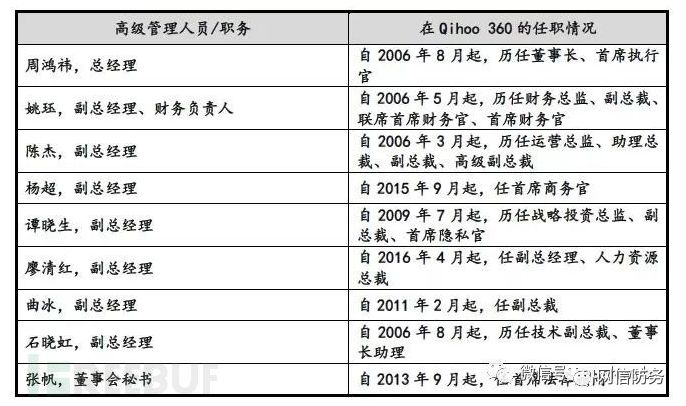 高级管理人员/职务
在 Qihoo 360 的任职情况
周鸿祎，总经理
自 2006 年 8 月起，历任董事长、首席执行
官
姚珏，副总经理、财务负责人
自 2006 年 5 月起，历任财务总监、副总裁、
联席首席财务官、首席财务官
陈杰，副总经理
自 2006 年 3 月起，历任运营总监、助理总
裁、副总裁、高级副总裁
杨超，副总经理
自 2015 年 9 月起，任首席商务官
谭晓生，副总经理
自 2009 年 7 月起，历任战略投资总监、副
总裁、首席隐私官
廖清红，副总经理
自 2016 年 4 月起，任副总经理、人力资源
总裁
曲冰，副总经理
自 2011 年 2 月起，任副总裁
石晓虹，副总经理
自 2006 年 8 月起，历任技术副总裁、董事
长助理
张帆，董事会秘书
自 2013 年 9 月起，任首席法
微信号
网信防务
REEBUF